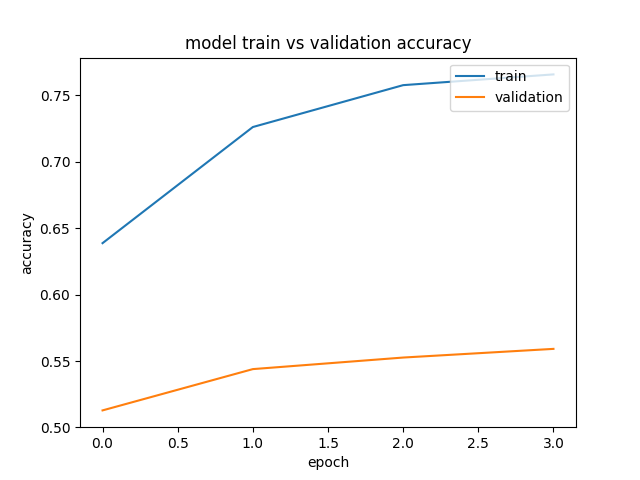 model train vs validation accuracy
train
validation
accuracy
0.75
0.70
0.65
0.60
0.55
0.50
0.0 0.5 1.0 1.5 2.0 2.5 3.0
epoch